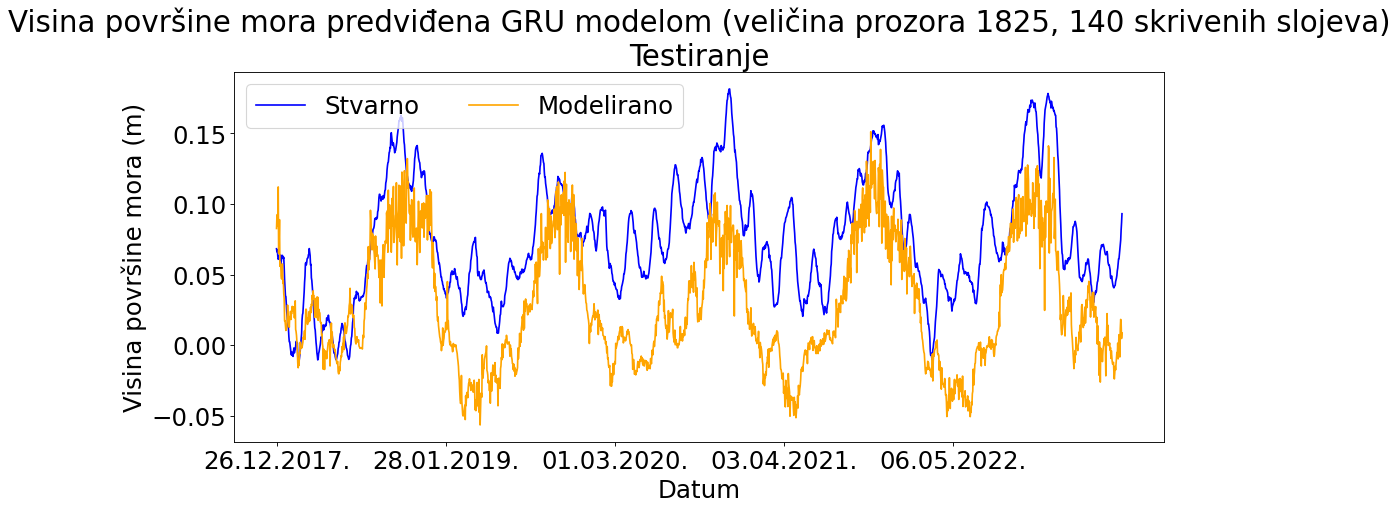 Visina površine mora predviđena GRU modelom (veličina prozora 1825, 140 skrivenih slojeva)
Testiranje
Stvarno
Modelirano
Visina površine mora (m)
0.15
0.10
0.05
0.00
−0.05
26.12.2017.
28.01.2019.
01.03.2020.
03.04.2021.
06.05.2022.
Datum